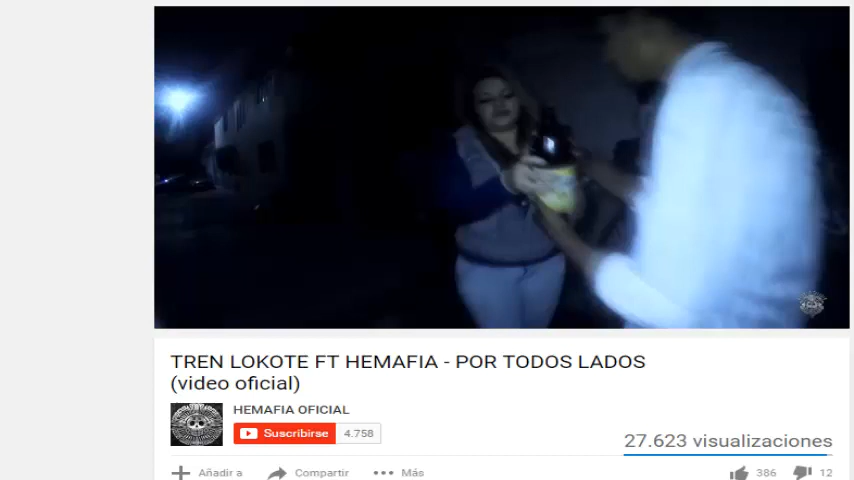 TREN LOKOTE FT HEMAFIA - POR TODOS LADOS
(video oficial)
HEMAFIA OFICIAL
Suscribirse 4.758
27.623 visualizaciones
Añadir a Compartir Más 386 12